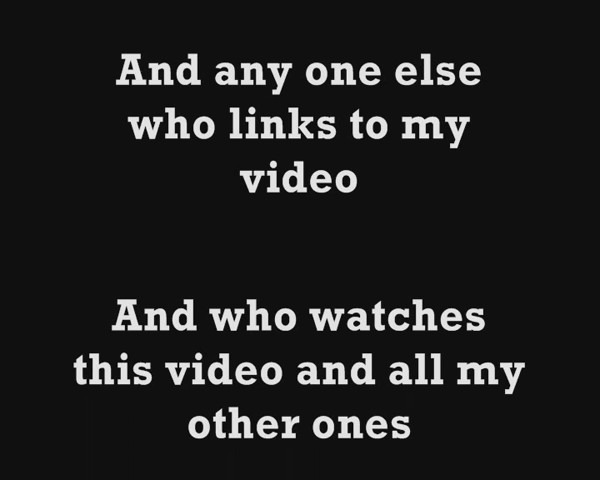 And any one else
who links to my
video
And who watches
this video and all my
other ones